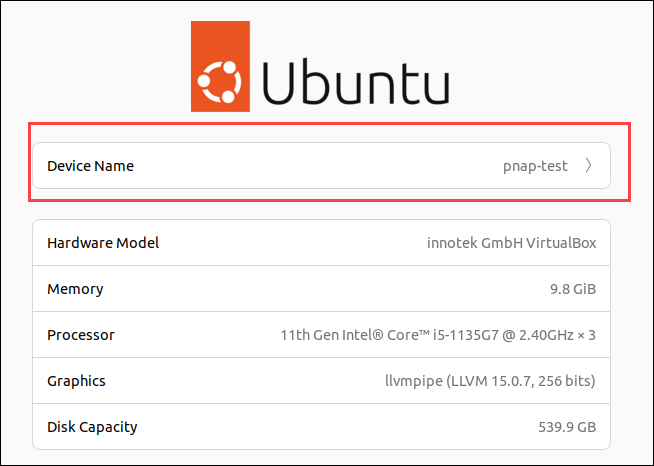 Ubuntu
Device Name pnap-test
Hardware Model innotek GmbH VirtualBox
Memory 9.8 GiB
Processor 11th Gen Intel® Core™ i5-1135G7 @ 2.40GHz × 3
Graphics llvmpipe (LLVM 15.0.7, 256 bits)
Disk Capacity 539.9 GB